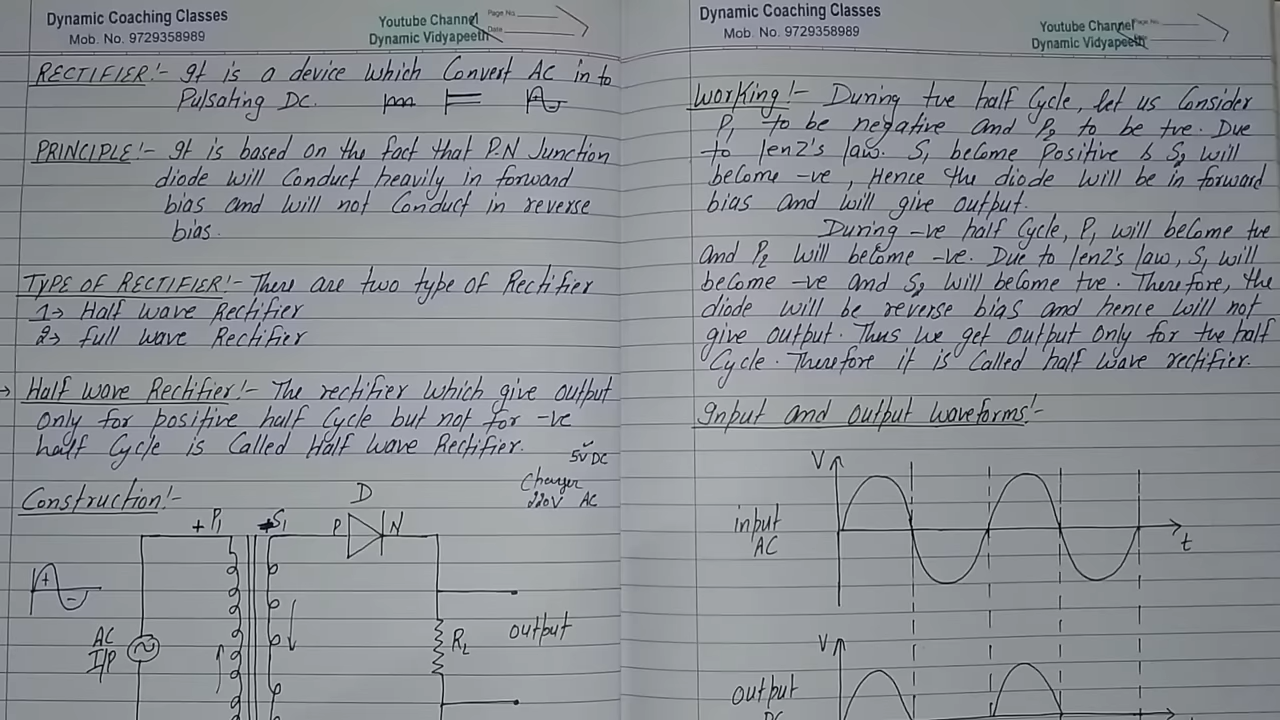 Dynamic Coaching Classes
Mob. No. 9729358989
Youtube Channel
Dynamic Vidyapeeth
Page No.
Date
RECTIFIER:- It is a device which Convert AC in to
Pulsating DC.
PRINCIPLE:- It is based on the fact that P.N Junction
diode will Conduct heavily in forward
bias and will not Conduct in reverse
bias.
TYPE OF RECTIFIER:- There are two type of Rectifier
1→ Half wave Rectifier
2→ full wave Rectifier
→ Half wave Rectifier:- The rectifier which give output
Only for positive half Cycle but not for -ve
half Cycle is Called Half Wave Rectifier.
5v DC
Charger
220V AC
Construction:-
D
+ P₁
+S₁
P
N
+
-
AC
I/P
R_L
output
Dynamic Coaching Classes
Mob. No. 9729358989
Youtube Channel
Dynamic Vidyapeeth
Page No.
Working:- During +ve half Cycle, let us Consider
P₁ to be negative and P₂ to be +ve. Due
to lenz's law. S₁ become Positive & S₂ will
become -ve, Hence the diode will be in forward
bias and will give output.
During -ve half Cycle, P₁ will become +ve
and P₂ will become -ve. Due to lenz's law, S₁ will
become -ve and S₂ will become +ve. Therefore, the
diode will be reverse bias and hence will not
give output. Thus we get output Only for the half
Cycle. Therefore it is Called half wave rectifier.
Input and output waveforms:-
V
input
AC
t
V
output
DC